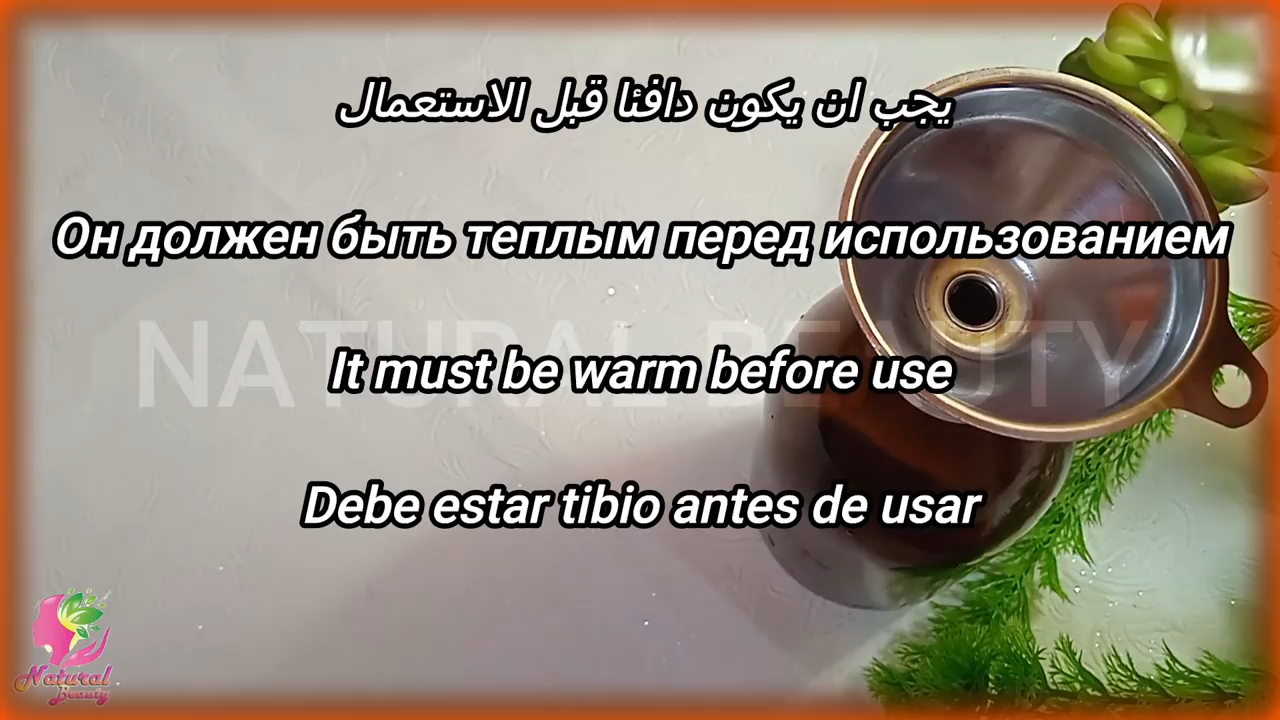 يجب ان يكون دافئا قبل الاستعمال
Он должен быть теплым перед использованием
NATURAL BEAUTY
It must be warm before use
Debe estar tibio antes de usar
Natural
Beauty